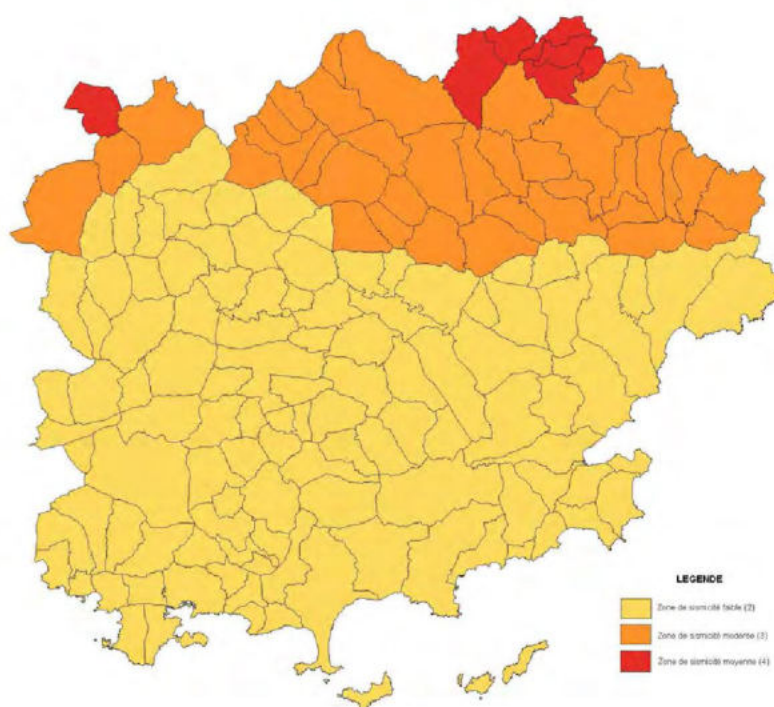 LEGENDE
Zone de sismicité faible (2)
Zone de sismicité modérée (3)
Zone de sismicité moyenne (4)